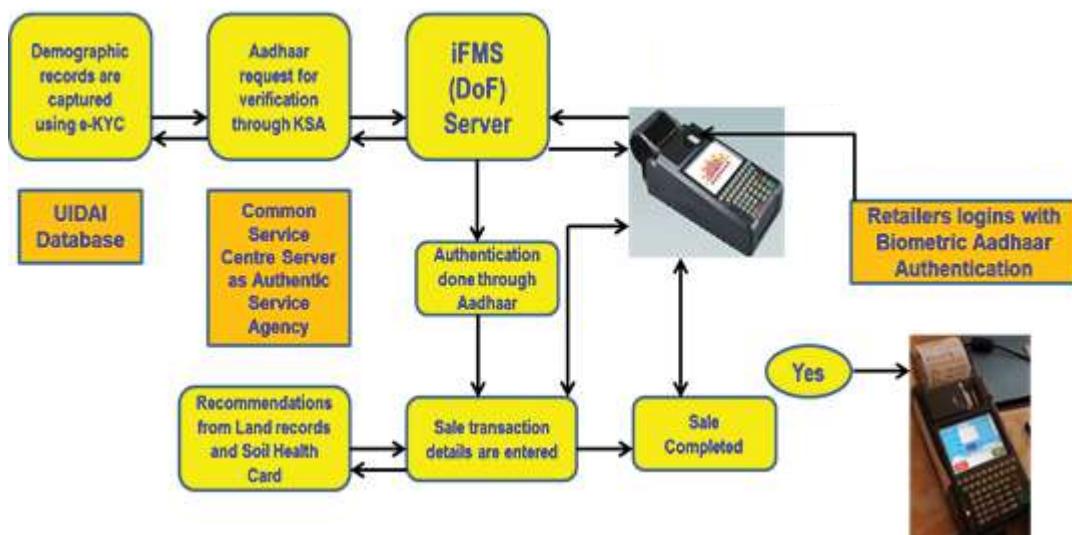 Demographic
records are
captured
using e-KYC
Aadhaar
request for
verification
through KSA
iFMS
(DoF)
Server
UIDAI
Database
Common
Service
Centre Server
as Authentic
Service
Agency
Authentication
done through
Aadhaar
Retailers logins with
Biometric Aadhaar
Authentication
Yes
Recommendations
from Land records
and Soil Health
Card
Sale transaction
details are entered
Sale
Completed